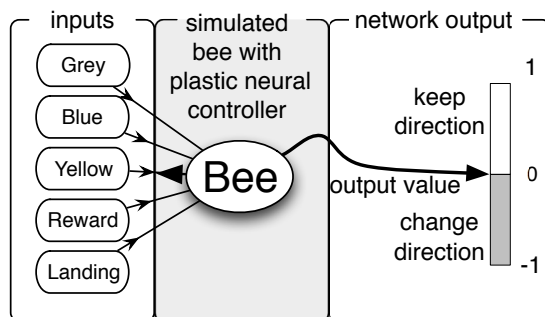 inputs
Grey
Blue
Yellow
Reward
Landing
simulated
bee with
plastic neural
controller
Bee
network output
1
keep
direction
0
output value
change
direction
-1